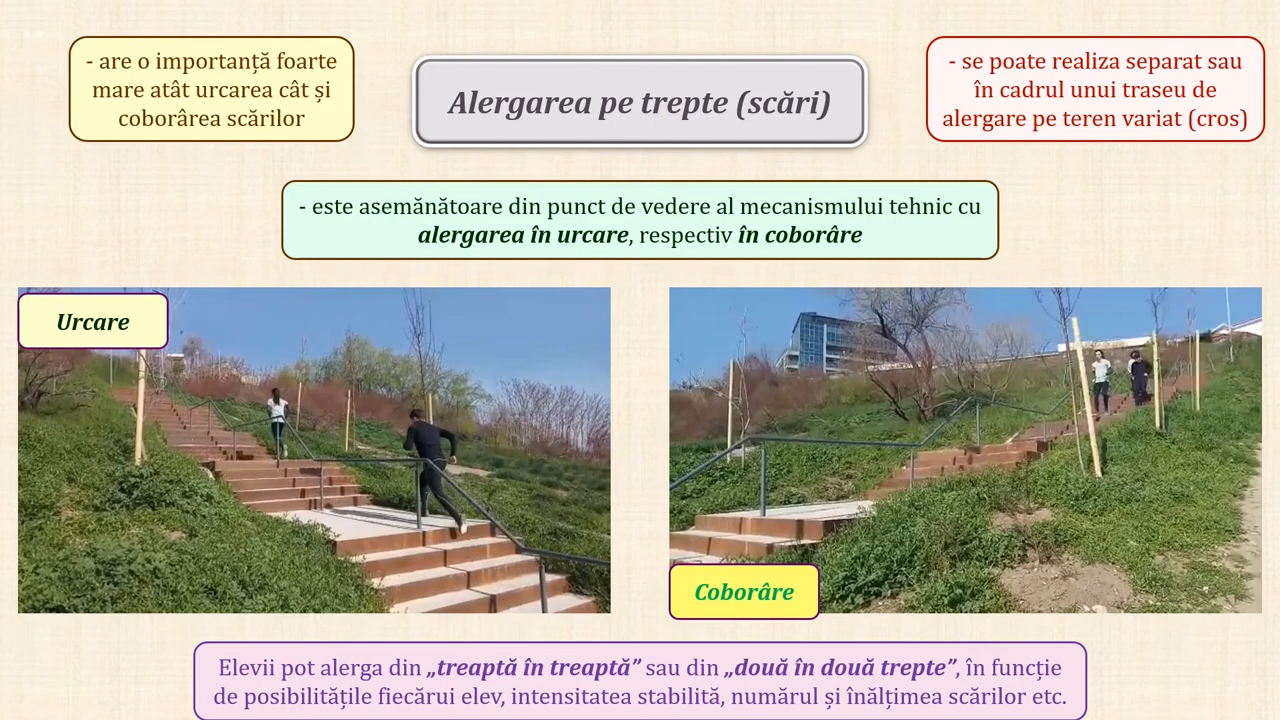 - are o importanță foarte
mare atât urcarea cât și
coborârea scărilor
Alergarea pe trepte (scări)
- se poate realiza separat sau
în cadrul unui traseu de
alergare pe teren variat (cros)
- este asemănătoare din punct de vedere al mecanismului tehnic cu
alergarea în urcare, respectiv în coborâre
Urcare
Coborâre
Elevii pot alerga din „treaptă în treaptă” sau din „două în două trepte”, în funcție
de posibilitățile fiecărui elev, intensitatea stabilită, numărul și înălțimea scărilor etc.